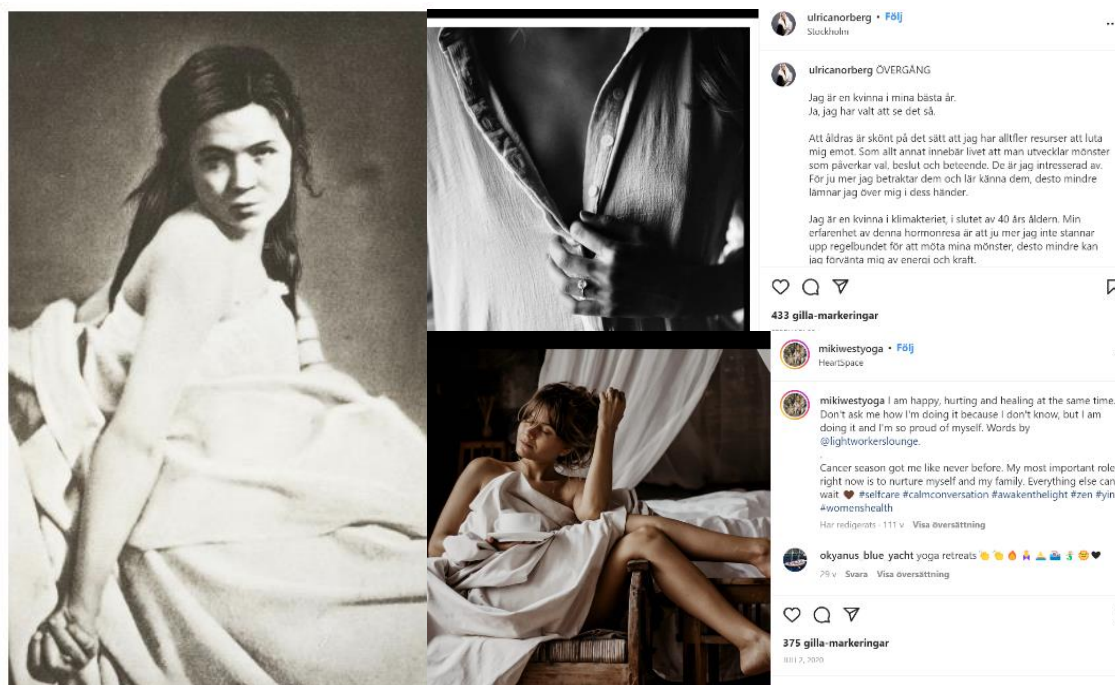 ulricanorberg • Följ
Stockholm
ulricanorberg ÖVERGÅNG
Jag är en kvinna i mina bästa år.
Ja, jag har valt att se det så.
Att åldras är skönt på det sätt att jag har alltfler resurser att luta
mig emot. Som allt annat innebär livet att man utvecklar mönster
som påverkar val, beslut och beteende. De är jag intresserad av.
För ju mer jag betraktar dem och lär känna dem, desto mindre
lämnar jag över mig i dess händer.
Jag är en kvinna i klimakteriet, i slutet av 40 års åldern. Min
erfarenhet av denna hormonresa är att ju mer jag inte stannar
upp regelbundet för att möta mina mönster, desto mindre kan
jag förvänta mig av energi och kraft.
433 gilla-markeringar
mikiwestyoga • Följ
HeartSpace
mikiwestyoga I am happy, hurting and healing at the same time.
Don't ask me how I'm doing it because I don't know, but I am
doing it and I'm so proud of myself. Words by
@lightworkerslounge.
.
Cancer season got me like never before. My most important role
right now is to nurture myself and my family. Everything else can
wait 🤎 #selfcare #calmconversation #awakenthelight #zen #yin
#womenshealth
Har redigerats · 111 v Visa översättning
okyanus_blue_yacht yoga retreats
29 v Svara Visa översättning
375 gilla-markeringar
JULI 2, 2020